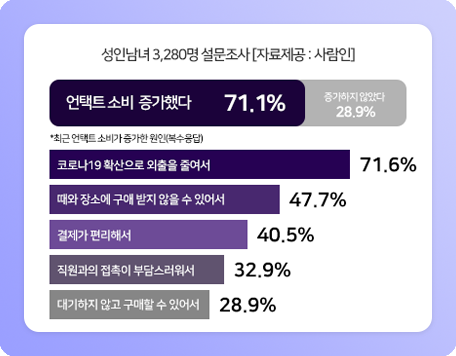 성인남녀 3,280명 설문조사 [자료제공 : 사람인]
언택트 소비 증가했다 71.1% 증가하지 않았다 28.9%
*최근 언택트 소비가 증가한 원인(복수응답)
코로나19 확산으로 외출을 줄여서 71.6%
때와 장소에 구애 받지 않을 수 있어서 47.7%
결제가 편리해서 40.5%
직원과의 접촉이 부담스러워서 32.9%
대기하지 않고 구매할 수 있어서 28.9%